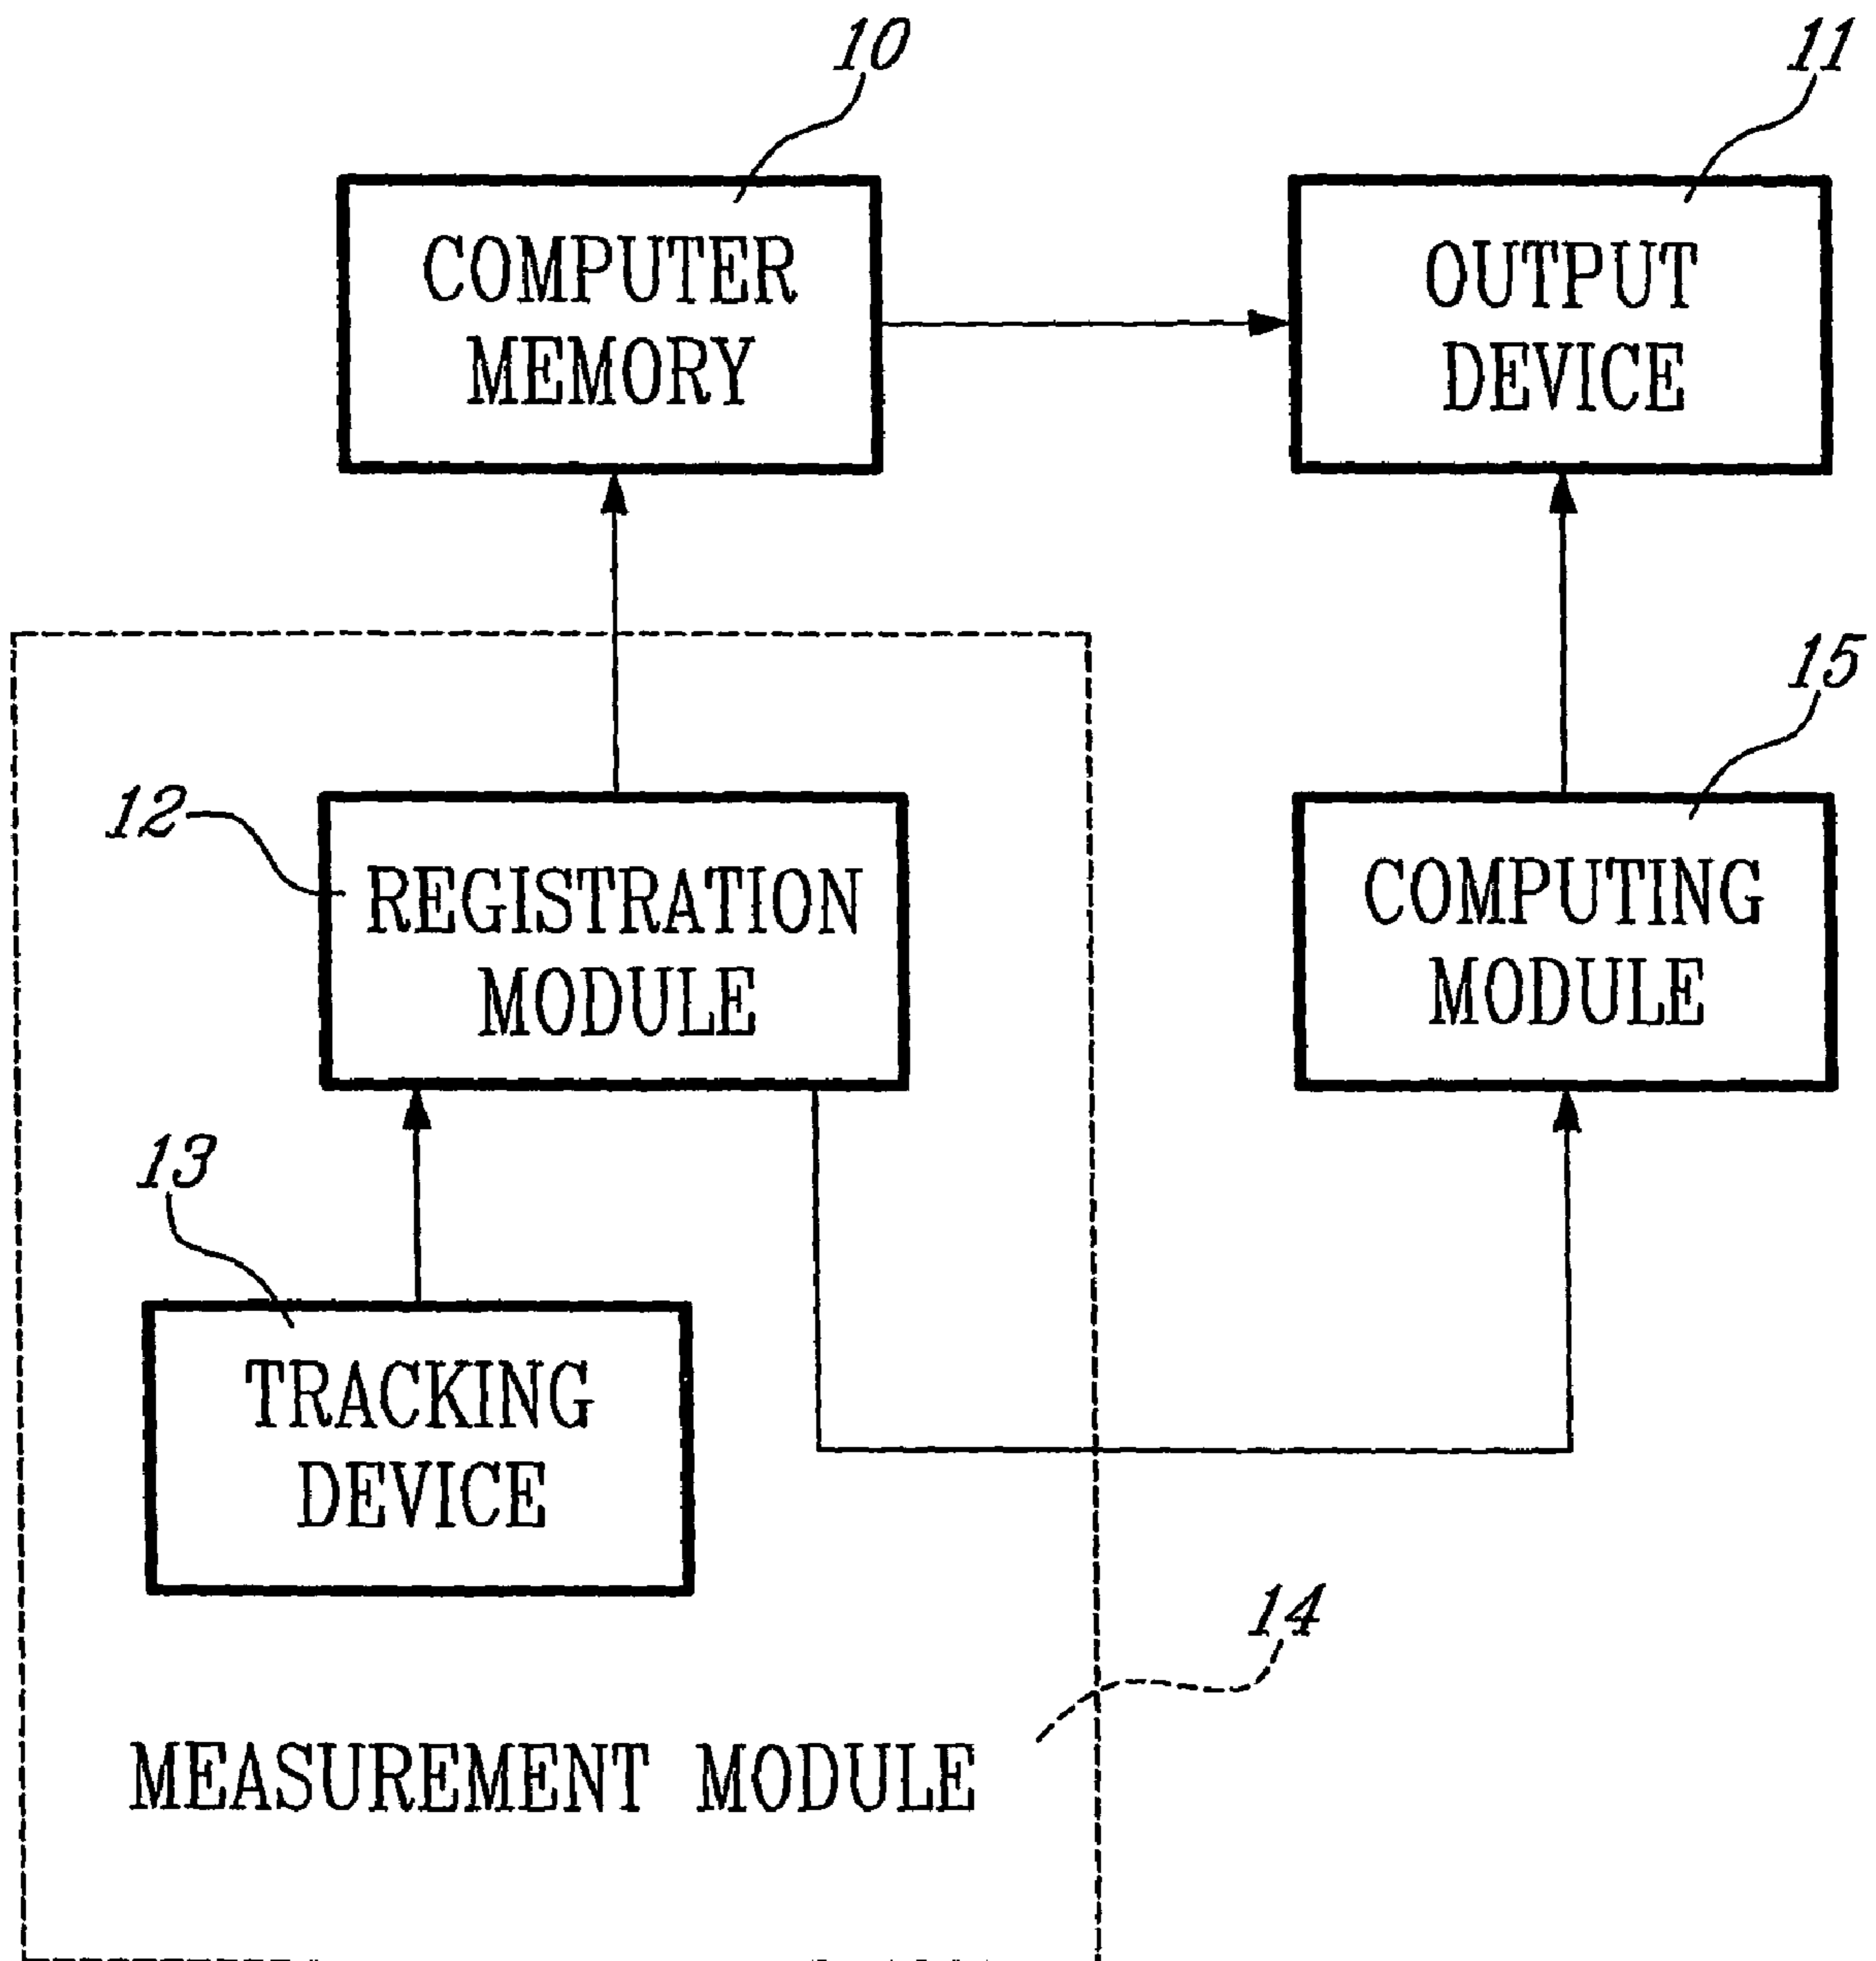 10
11
COMPUTER
MEMORY
OUTPUT
DEVICE
15
12
REGISTRATION
MODULE
COMPUTING
MODULE
13
TRACKING
DEVICE
14
MEASUREMENT MODULE